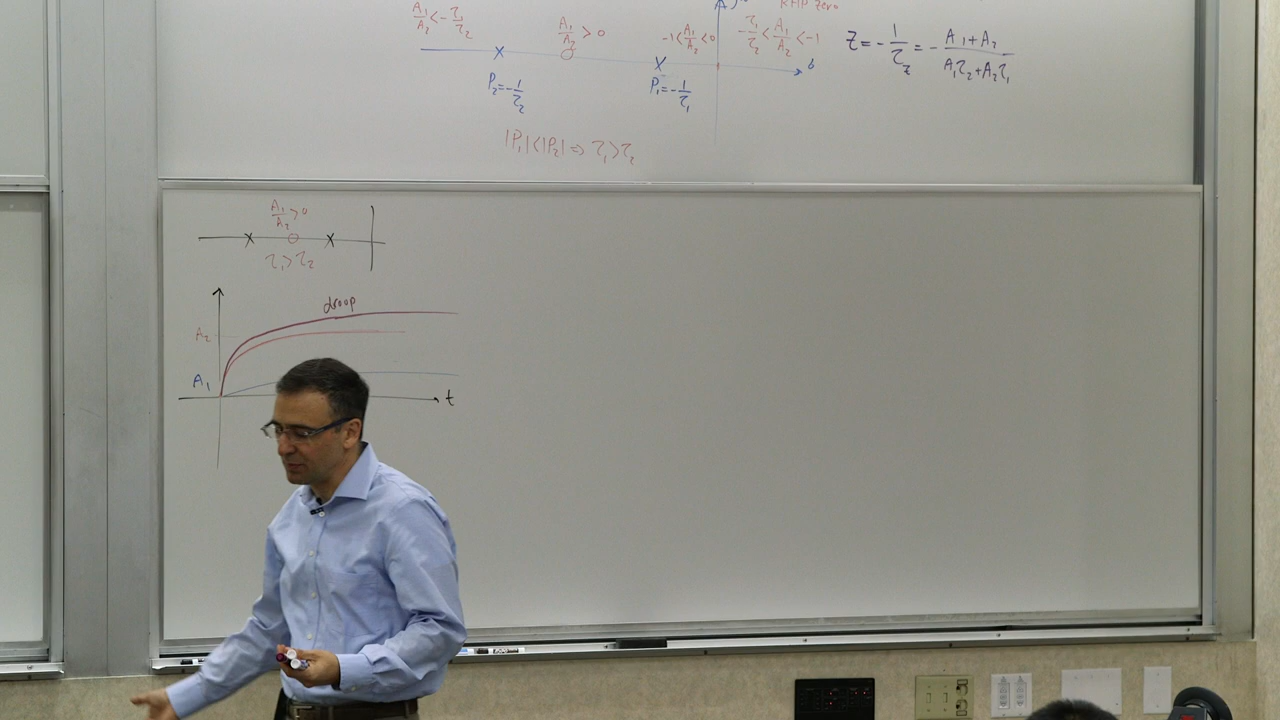 A₁/A₂ < -τ₁/τ₂
A₁/A₂ > 0
-1 < A₁/A₂ < 0
-τ₁/τ₂ < A₁/A₂ < -1
RHP Zero
jω
σ
Z = -1/τz = -(A₁+A₂)/(A₁τ₂+A₂τ₁)
P₂ = -1/τ₂
P₁ = -1/τ₁
|P₁| < |P₂| ⇒ τ₁ > τ₂
A₁/A₂ > 0
τ₁ > τ₂
droop
A₂
A₁
t